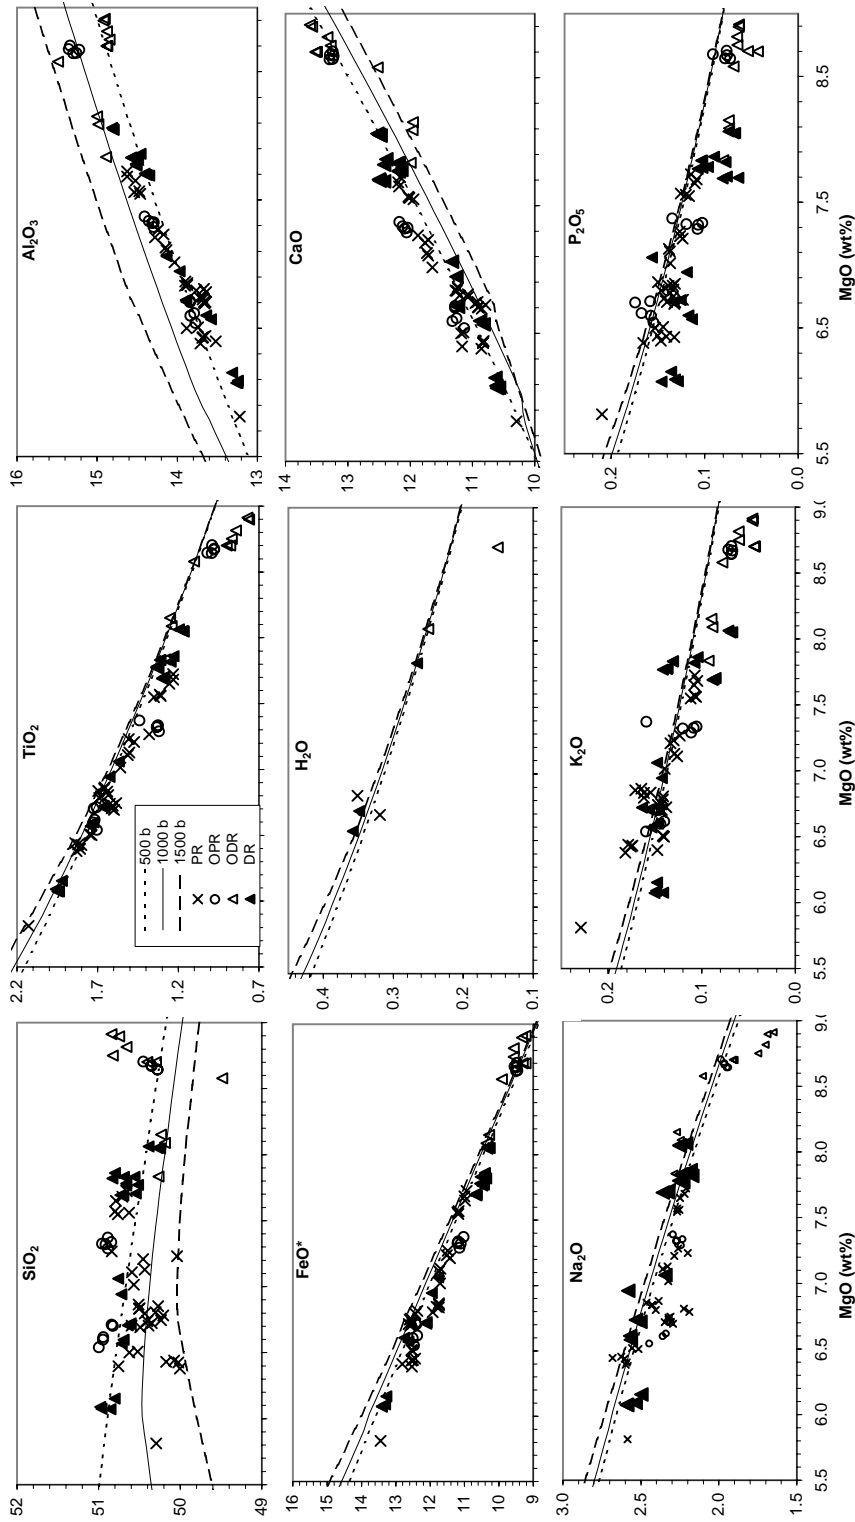 SiO2
52
51
50
49
TiO2
2.2
1.7
1.2
0.7
500 b
1000 b
1500 b
PR
OPR
ODR
DR
Al2O3
16
15
14
13
FeO*
16
15
14
13
12
11
10
9
H2O
0.4
0.3
0.2
0.1
CaO
14
13
12
11
10
Na2O
3.0
2.5
2.0
1.5
5.5 6.0 6.5 7.0 7.5 8.0 8.5 9.0
MgO (wt%)
K2O
0.2
0.1
0.0
5.5 6.0 6.5 7.0 7.5 8.0 8.5 9.0
MgO (wt%)
P2O5
0.2
0.1
0.0
5.5 6.5 7.5 8.5
MgO (wt%)